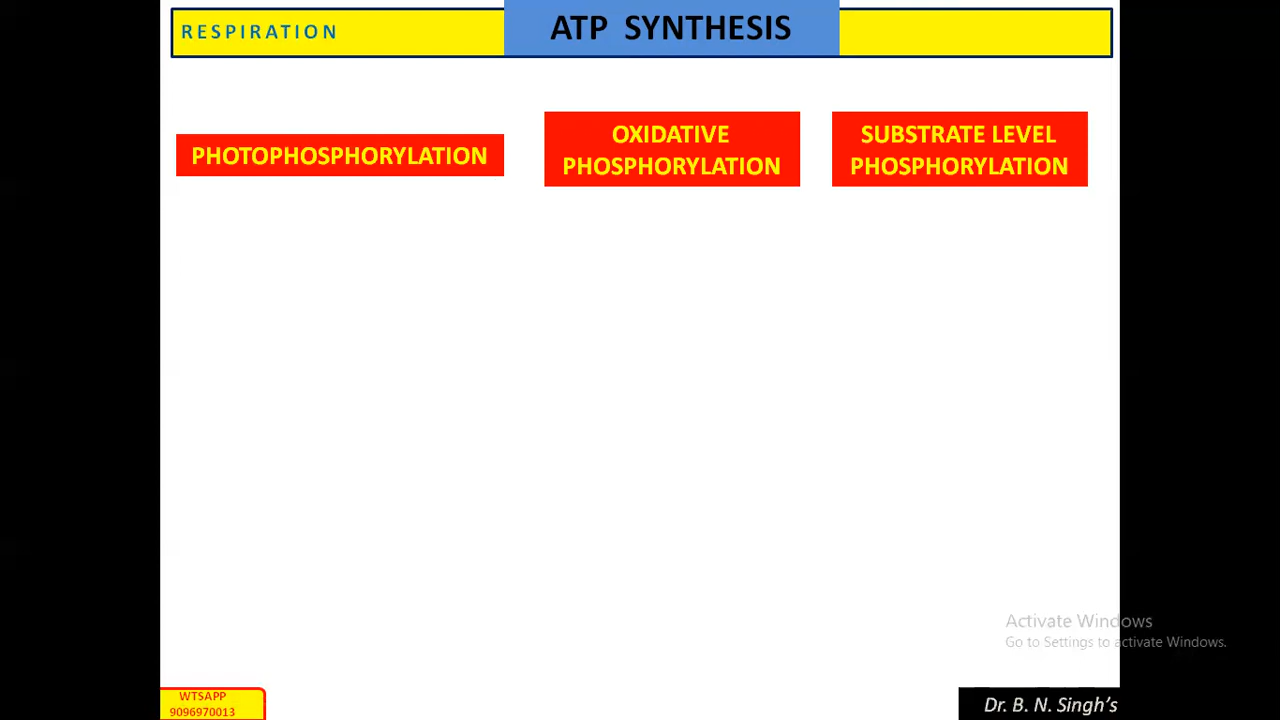 RESPIRATION
ATP SYNTHESIS
PHOTOPHOSPHORYLATION
OXIDATIVE
PHOSPHORYLATION
SUBSTRATE LEVEL
PHOSPHORYLATION
Activate Windows
Go to Settings to activate Windows.
WTSAPP
9096970013
Dr. B. N. Singh's